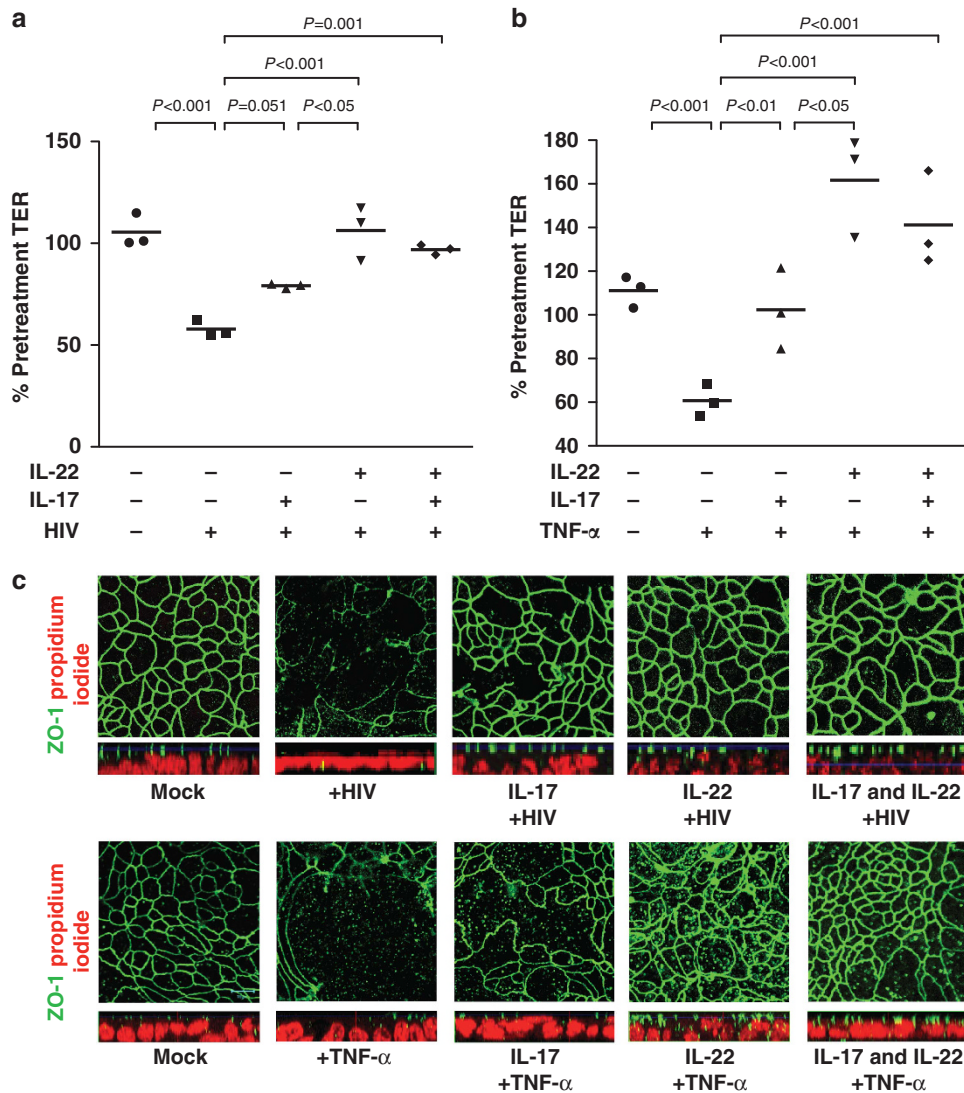 a
P=0.001
P<0.001
P<0.001 P=0.051 P<0.05
150
100
50
0
% Pretreatment TER
IL-22 – – – + +
IL-17 – – + – +
HIV – + + + +
b
P<0.001
P<0.001
P<0.001 P<0.01 P<0.05
180
160
140
120
100
80
60
40
% Pretreatment TER
IL-22 – – – + +
IL-17 – – + – +
TNF-α – + + + +
c
ZO-1 propidium
iodide
Mock +HIV IL-17 IL-22 IL-17 and IL-22
+HIV +HIV +HIV
ZO-1 propidium
iodide
Mock +TNF-α IL-17 IL-22 IL-17 and IL-22
+TNF-α +TNF-α +TNF-α